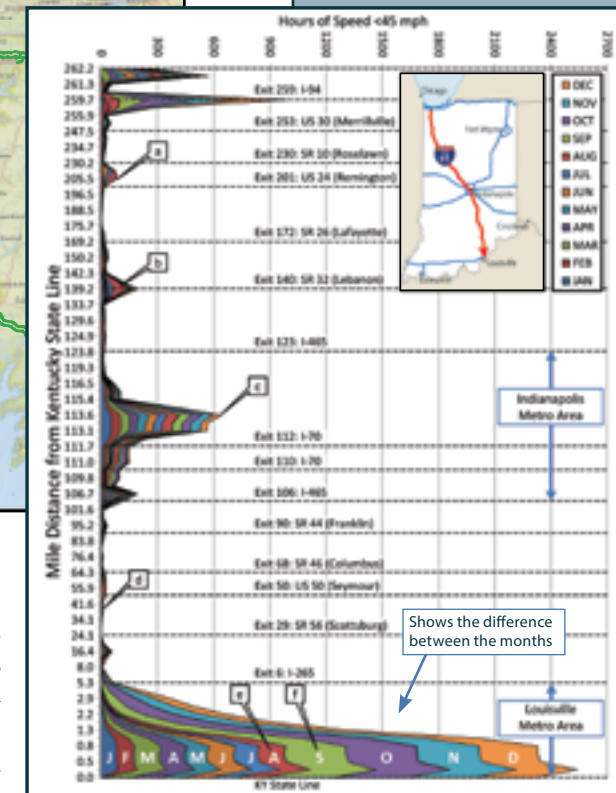 Hours of Speed <45 mph
0
300
600
900
1200
1500
1800
2100
2400
2700
Mile Distance from Kentucky State Line
262.2
261.3
259.7
255.9
247.5
234.7
230.2
205.5
196.5
188.5
175.7
169.2
150.2
142.3
139.2
133.7
129.6
124.9
123.8
119.3
116.5
115.4
113.6
113.1
111.7
111.0
109.8
106.7
101.6
95.2
83.8
76.4
64.3
55.9
41.6
34.1
24.1
16.4
8.0
5.3
2.9
2.2
1.3
0.8
0.5
0.0
Exit 259: I-94
Exit 253: US 30 (Merrillville)
Exit 230: SR 10 (Roselawn)
Exit 201: US 24 (Remington)
Exit 172: SR 26 (Lafayette)
Exit 140: SR 32 (Lebanon)
Exit 123: I-465
Exit 112: I-70
Exit 110: I-70
Exit 106: I-465
Exit 90: SR 44 (Franklin)
Exit 68: SR 46 (Columbus)
Exit 50: US 50 (Seymour)
Exit 29: SR 56 (Scottsburg)
Exit 6: I-265
KY State Line
a
b
c
d
e
f
Chicago
Fort Wayne
Indianapolis
Cincinnati
Louisville
DEC
NOV
OCT
SEP
AUG
JUL
JUN
MAY
APR
MAR
FEB
JAN
Indianapolis
Metro Area
Shows the difference
between the months
Louisville
Metro Area
J F M A M J J A S O N D